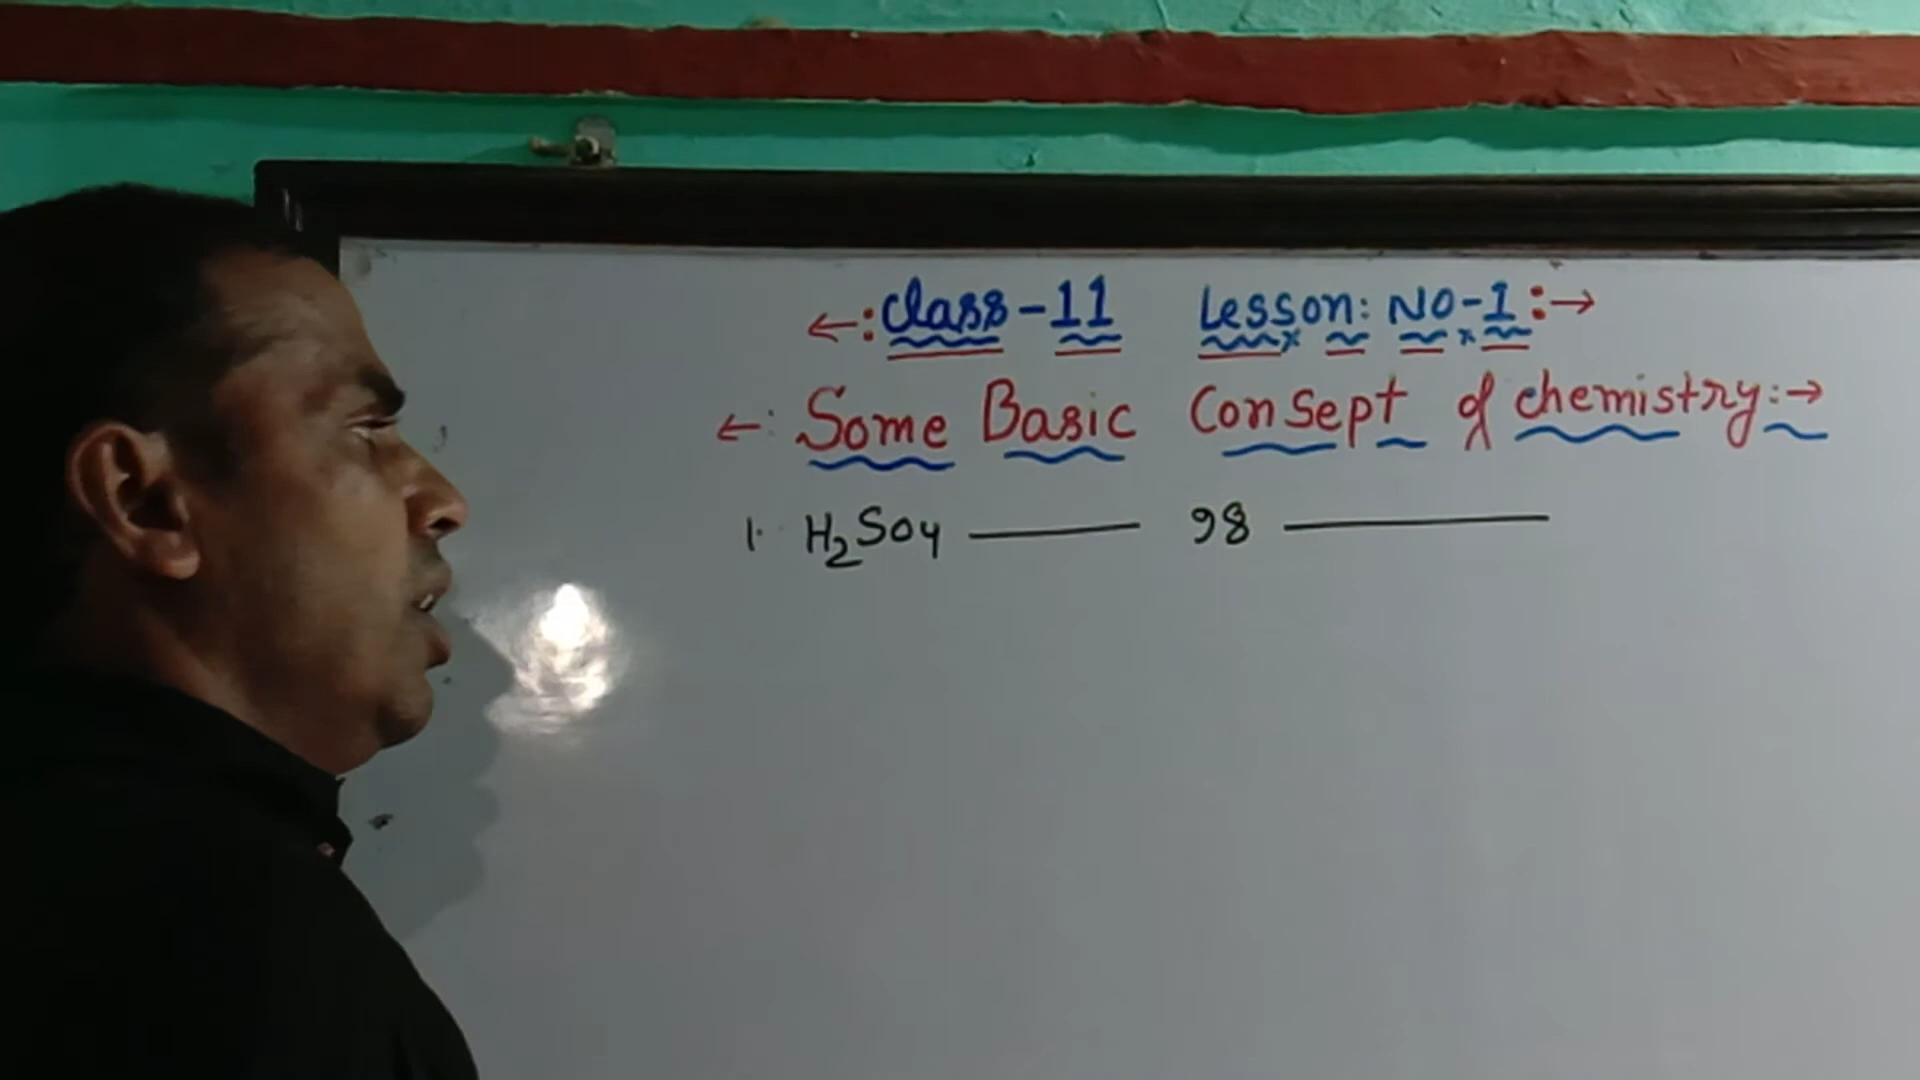 ←: Class-11 Lesson: No-1 :→
←: Some Basic Consept of chemistry :→
1. H₂SO4 —— 98 ——